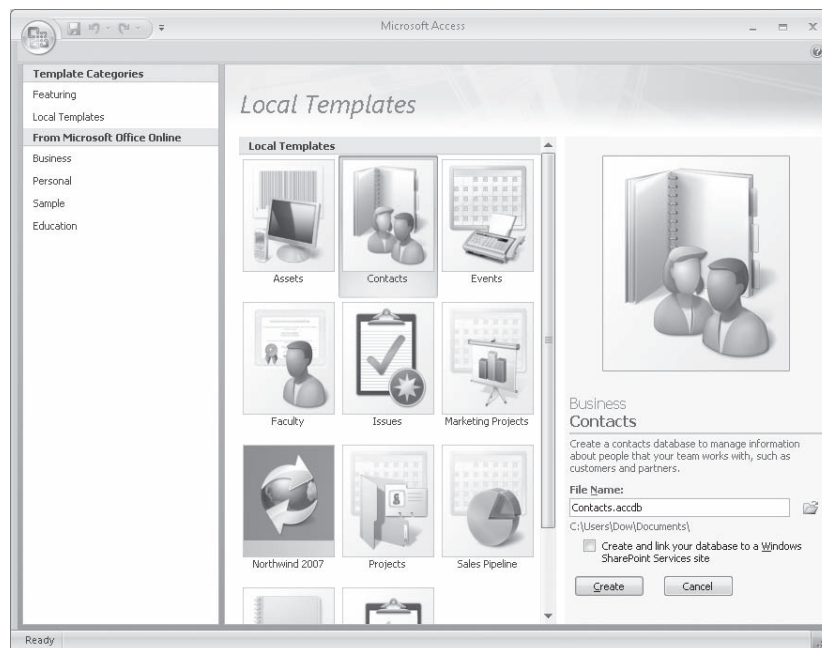 Microsoft Access
Template Categories
Featuring
Local Templates
From Microsoft Office Online
Business
Personal
Sample
Education
Local Templates
Local Templates
Assets
Contacts
Events
Faculty
Issues
Marketing Projects
Northwind 2007
Projects
Sales Pipeline
Business
Contacts
Create a contacts database to manage information
about people that your team works with, such as
customers and partners.
File Name:
Contacts.accdb
C:\Users\Dow\Documents\
Create and link your database to a Windows
SharePoint Services site
Create
Cancel
Ready